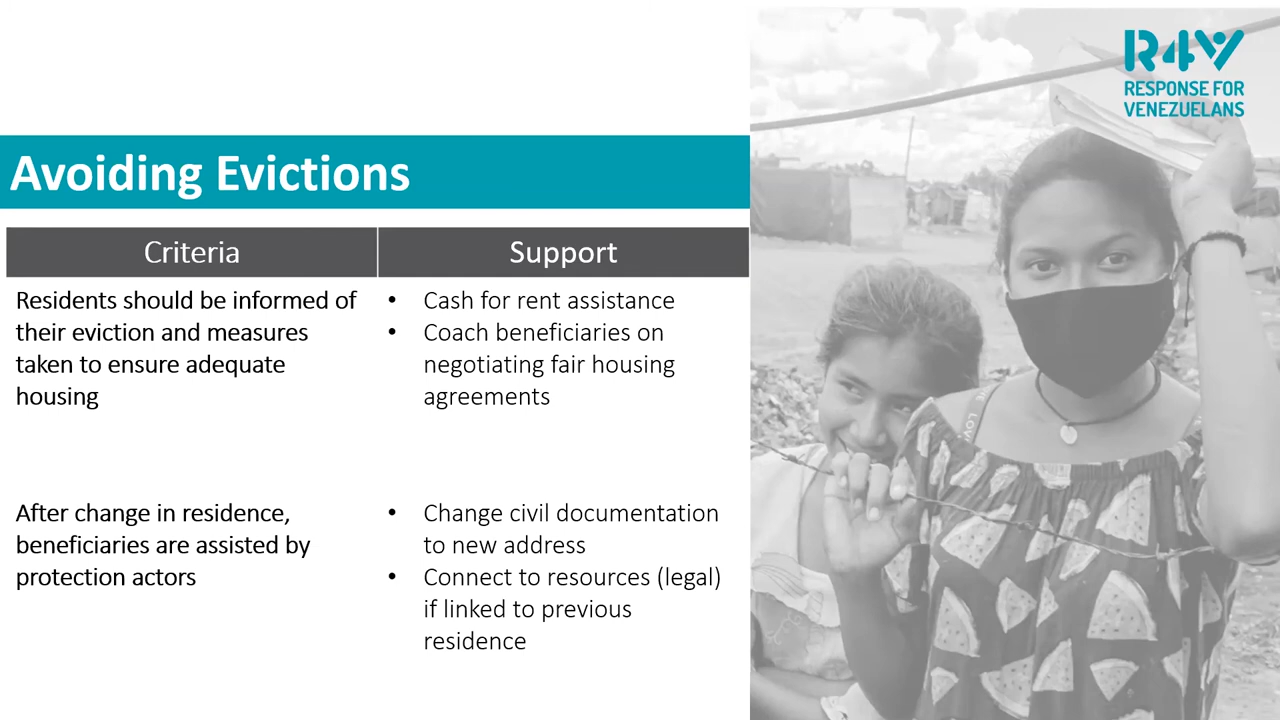 R4V
RESPONSE FOR
VENEZUELANS
Avoiding Evictions
Criteria
Support
Residents should be informed of
their eviction and measures
taken to ensure adequate
housing
• Cash for rent assistance
• Coach beneficiaries on
negotiating fair housing
agreements
After change in residence,
beneficiaries are assisted by
protection actors
• Change civil documentation
to new address
• Connect to resources (legal)
if linked to previous
residence
LOV